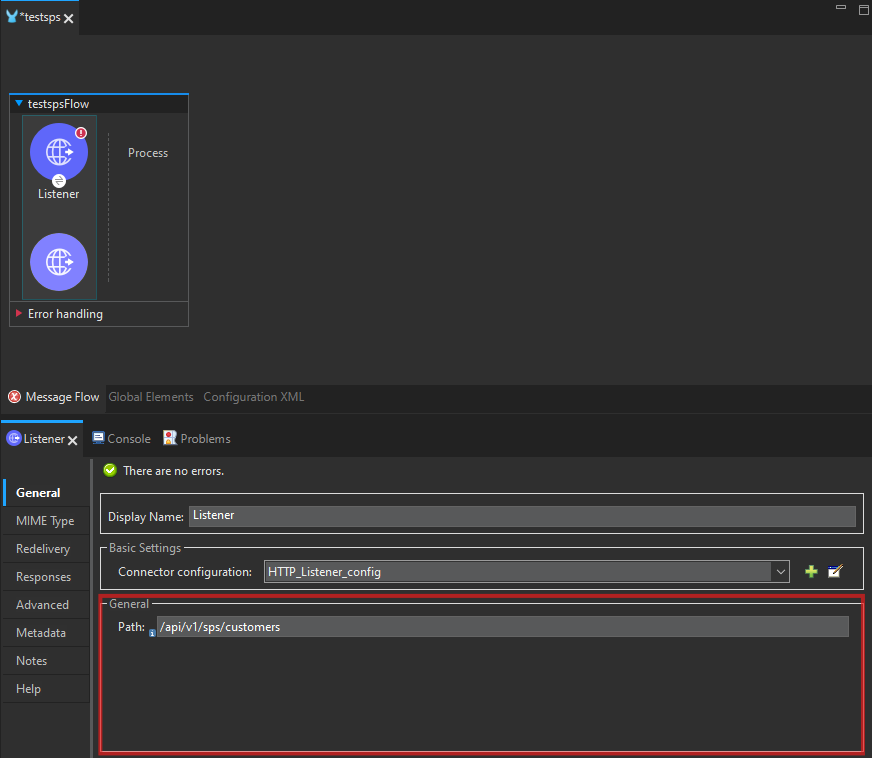 *testsps
testspsFlow
Process
Listener
Error handling
Message Flow Global Elements Configuration XML
Listener Console Problems
There are no errors.
General
MIME Type
Redelivery
Responses
Advanced
Metadata
Notes
Help
Display Name: Listener
Basic Settings
Connector configuration: HTTP_Listener_config
General
Path: /api/v1/sps/customers